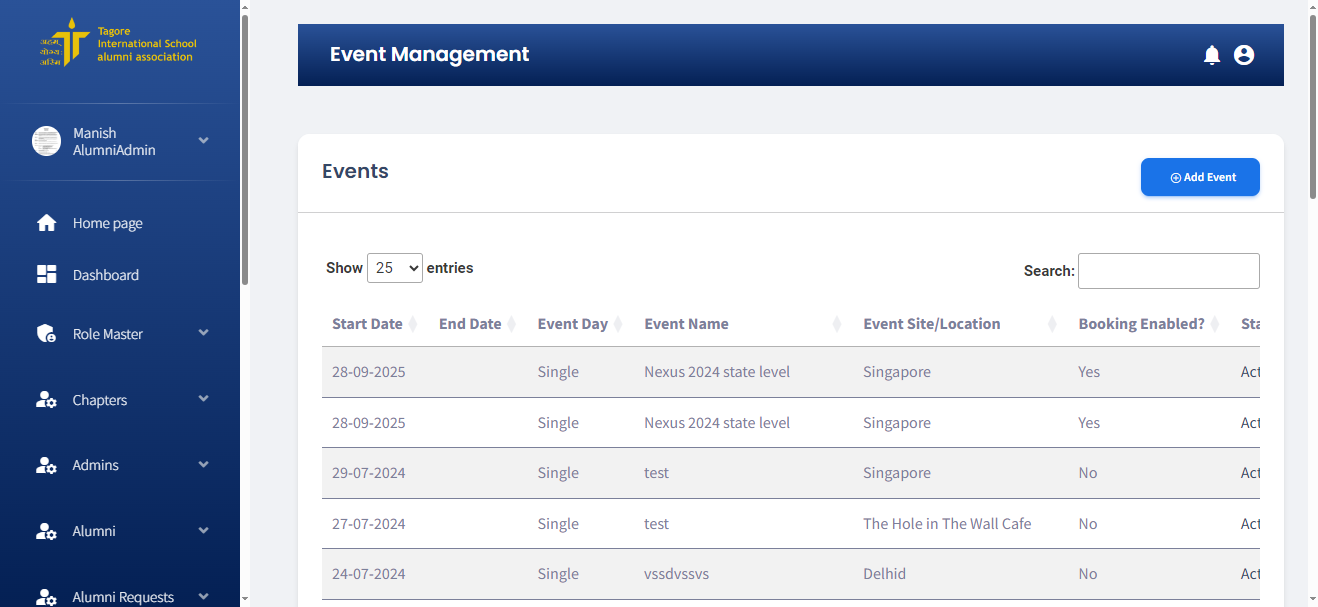 अहम्
योग्यः
अस्मि
Tagore
International School
alumni association
Manish
AlumniAdmin
Home page
Dashboard
Role Master
Chapters
Admins
Alumni
Alumni Requests
Event Management
Events
Add Event
Show 25 entries
Search:
Start Date End Date Event Day Event Name Event Site/Location Booking Enabled? Sta
28-09-2025 Single Nexus 2024 state level Singapore Yes Act
28-09-2025 Single Nexus 2024 state level Singapore Yes Act
29-07-2024 Single test Singapore No Act
27-07-2024 Single test The Hole in The Wall Cafe No Act
24-07-2024 Single vssdvssvs Delhid No Act